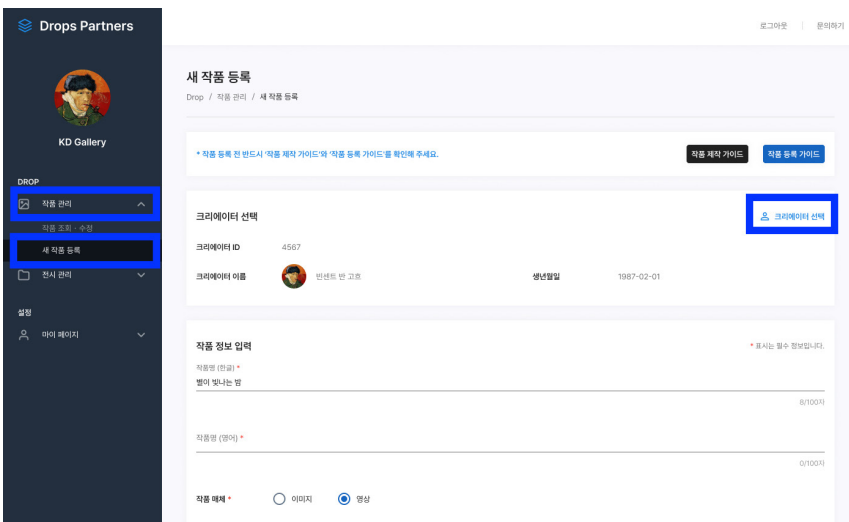 Drops Partners
로그아웃 | 문의하기
KD Gallery
DROP
작품 관리
작품 조회 · 수정
새 작품 등록
전시 관리
설정
마이 페이지
새 작품 등록
Drop / 작품 관리 / 새 작품 등록
* 작품 등록 전 반드시 '작품 제작 가이드'와 '작품 등록 가이드'를 확인해 주세요.
작품 제작 가이드
작품 등록 가이드
크리에이터 선택
크리에이터 선택
크리에이터 ID 4567
크리에이터 이름 빈센트 반 고흐 생년월일 1987-02-01
작품 정보 입력
* 표시는 필수 정보입니다.
작품명 (한글) *
별이 빛나는 밤
8/100자
작품명 (영어) *
0/100자
작품 매체 * 이미지 영상